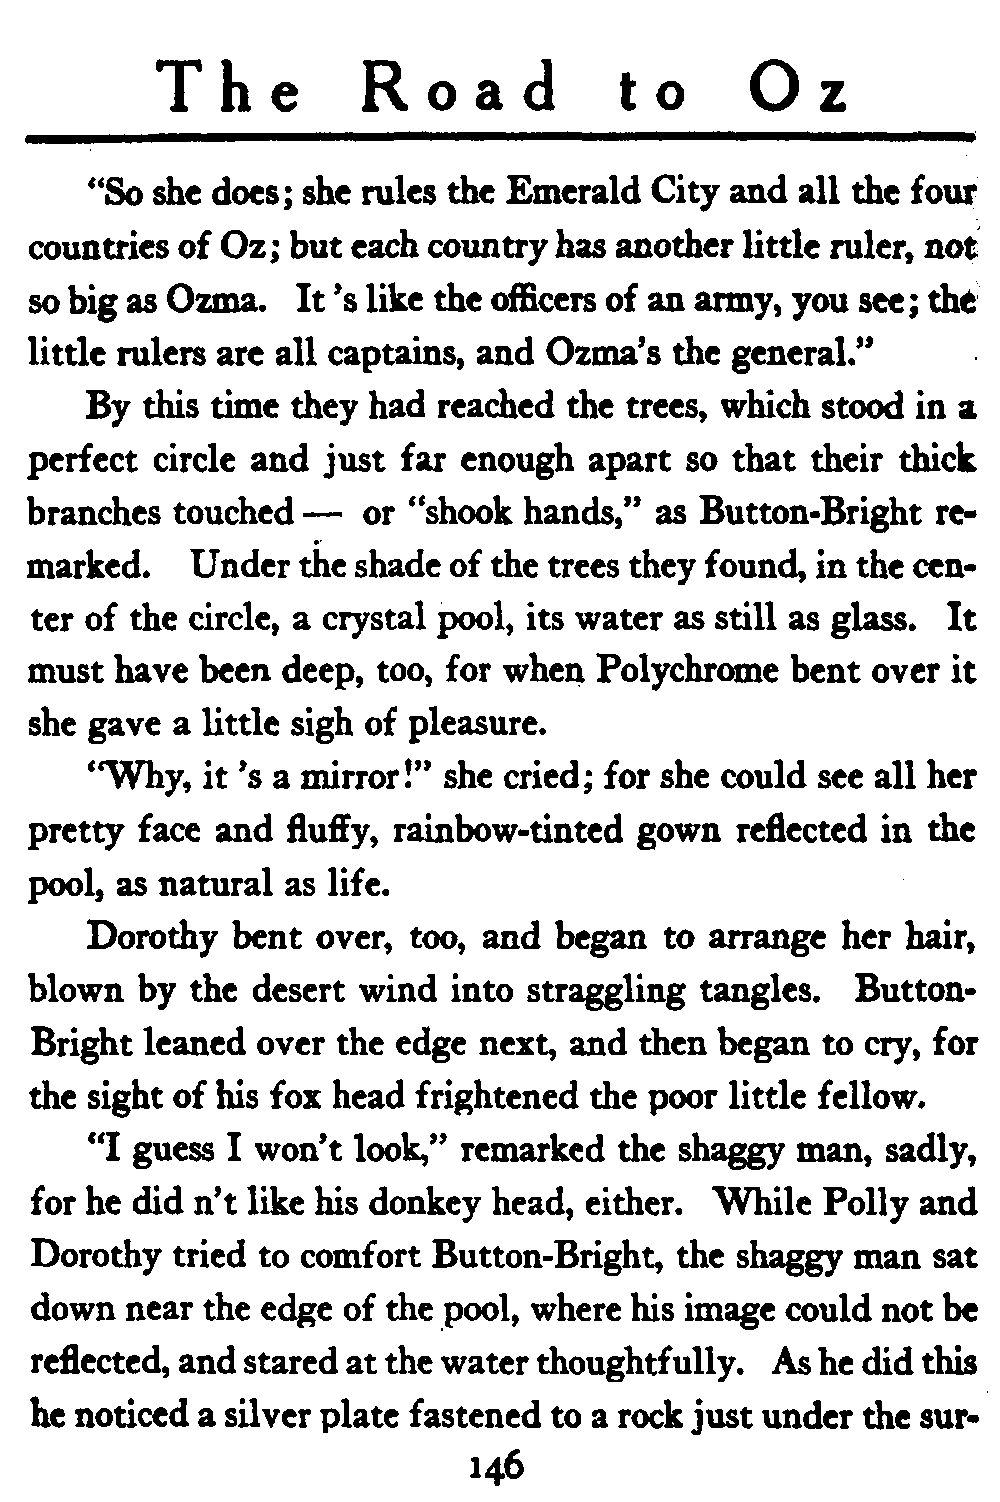 The Road to Oz
“So she does; she rules the Emerald City and all the four
countries of Oz; but each country has another little ruler, not
so big as Ozma. It ’s like the officers of an army, you see; the
little rulers are all captains, and Ozma’s the general.”
By this time they had reached the trees, which stood in a
perfect circle and just far enough apart so that their thick
branches touched — or “shook hands,” as Button-Bright re-
marked. Under the shade of the trees they found, in the cen-
ter of the circle, a crystal pool, its water as still as glass. It
must have been deep, too, for when Polychrome bent over it
she gave a little sigh of pleasure.
“Why, it ’s a mirror!” she cried; for she could see all her
pretty face and fluffy, rainbow-tinted gown reflected in the
pool, as natural as life.
Dorothy bent over, too, and began to arrange her hair,
blown by the desert wind into straggling tangles. Button-
Bright leaned over the edge next, and then began to cry, for
the sight of his fox head frightened the poor little fellow.
“I guess I won’t look,” remarked the shaggy man, sadly,
for he did n’t like his donkey head, either. While Polly and
Dorothy tried to comfort Button-Bright, the shaggy man sat
down near the edge of the pool, where his image could not be
reflected, and stared at the water thoughtfully. As he did this
he noticed a silver plate fastened to a rock just under the sur-
146